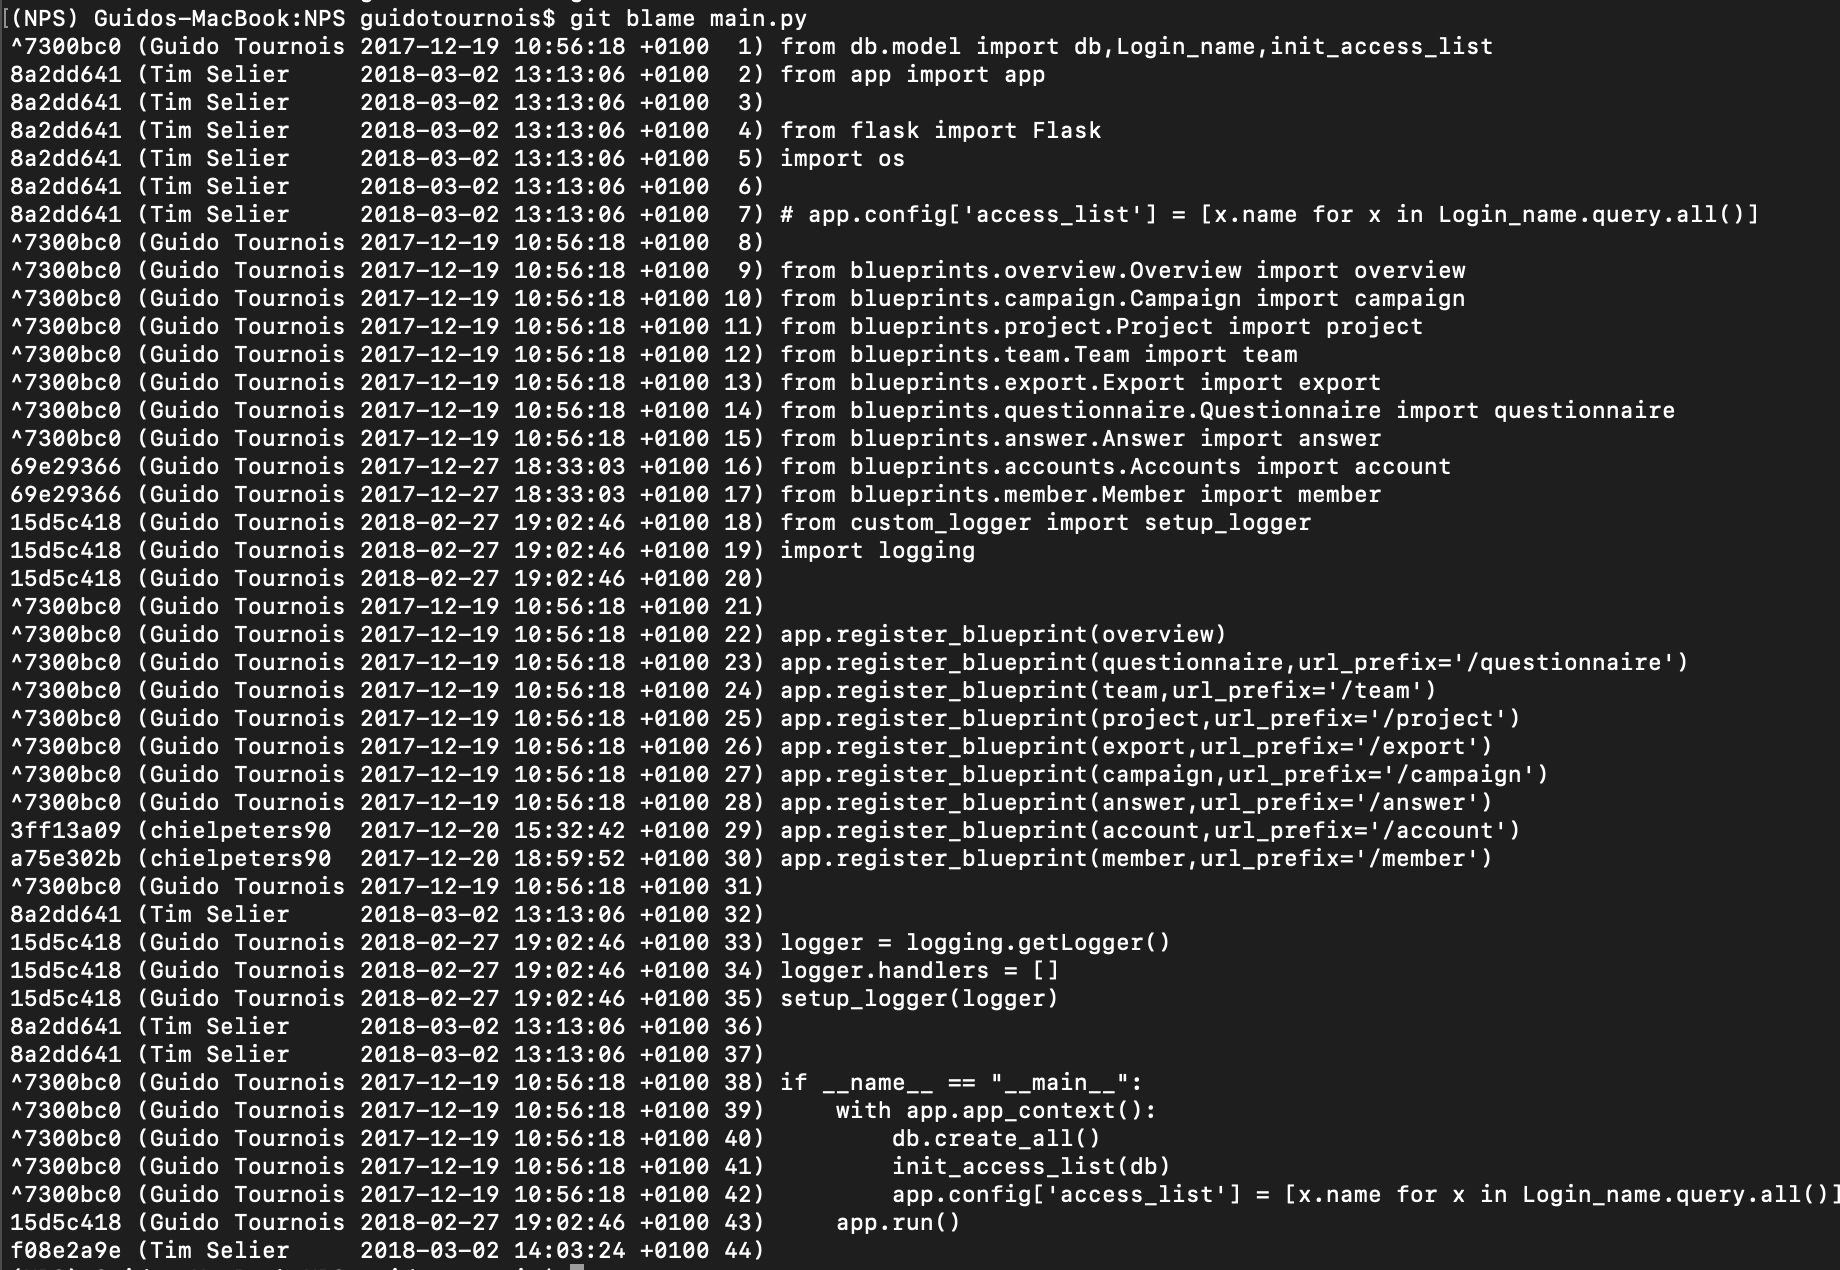 [(NPS) Guidos-MacBook:NPS guidotournois$ git blame main.py
^7300bc0 (Guido Tournois 2017-12-19 10:56:18 +0100  1) from db.model import db,Login_name,init_access_list
8a2dd641 (Tim Selier     2018-03-02 13:13:06 +0100  2) from app import app
8a2dd641 (Tim Selier     2018-03-02 13:13:06 +0100  3)
8a2dd641 (Tim Selier     2018-03-02 13:13:06 +0100  4) from flask import Flask
8a2dd641 (Tim Selier     2018-03-02 13:13:06 +0100  5) import os
8a2dd641 (Tim Selier     2018-03-02 13:13:06 +0100  6)
8a2dd641 (Tim Selier     2018-03-02 13:13:06 +0100  7) # app.config['access_list'] = [x.name for x in Login_name.query.all()]
^7300bc0 (Guido Tournois 2017-12-19 10:56:18 +0100  8)
^7300bc0 (Guido Tournois 2017-12-19 10:56:18 +0100  9) from blueprints.overview.Overview import overview
^7300bc0 (Guido Tournois 2017-12-19 10:56:18 +0100 10) from blueprints.campaign.Campaign import campaign
^7300bc0 (Guido Tournois 2017-12-19 10:56:18 +0100 11) from blueprints.project.Project import project
^7300bc0 (Guido Tournois 2017-12-19 10:56:18 +0100 12) from blueprints.team.Team import team
^7300bc0 (Guido Tournois 2017-12-19 10:56:18 +0100 13) from blueprints.export.Export import export
^7300bc0 (Guido Tournois 2017-12-19 10:56:18 +0100 14) from blueprints.questionnaire.Questionnaire import questionnaire
^7300bc0 (Guido Tournois 2017-12-19 10:56:18 +0100 15) from blueprints.answer.Answer import answer
69e29366 (Guido Tournois 2017-12-27 18:33:03 +0100 16) from blueprints.accounts.Accounts import account
69e29366 (Guido Tournois 2017-12-27 18:33:03 +0100 17) from blueprints.member.Member import member
15d5c418 (Guido Tournois 2018-02-27 19:02:46 +0100 18) from custom_logger import setup_logger
15d5c418 (Guido Tournois 2018-02-27 19:02:46 +0100 19) import logging
15d5c418 (Guido Tournois 2018-02-27 19:02:46 +0100 20)
^7300bc0 (Guido Tournois 2017-12-19 10:56:18 +0100 21)
^7300bc0 (Guido Tournois 2017-12-19 10:56:18 +0100 22) app.register_blueprint(overview)
^7300bc0 (Guido Tournois 2017-12-19 10:56:18 +0100 23) app.register_blueprint(questionnaire,url_prefix='/questionnaire')
^7300bc0 (Guido Tournois 2017-12-19 10:56:18 +0100 24) app.register_blueprint(team,url_prefix='/team')
^7300bc0 (Guido Tournois 2017-12-19 10:56:18 +0100 25) app.register_blueprint(project,url_prefix='/project')
^7300bc0 (Guido Tournois 2017-12-19 10:56:18 +0100 26) app.register_blueprint(export,url_prefix='/export')
^7300bc0 (Guido Tournois 2017-12-19 10:56:18 +0100 27) app.register_blueprint(campaign,url_prefix='/campaign')
^7300bc0 (Guido Tournois 2017-12-19 10:56:18 +0100 28) app.register_blueprint(answer,url_prefix='/answer')
3ff13a09 (chielpeters90  2017-12-20 15:32:42 +0100 29) app.register_blueprint(account,url_prefix='/account')
a75e302b (chielpeters90  2017-12-20 18:59:52 +0100 30) app.register_blueprint(member,url_prefix='/member')
^7300bc0 (Guido Tournois 2017-12-19 10:56:18 +0100 31)
8a2dd641 (Tim Selier     2018-03-02 13:13:06 +0100 32)
15d5c418 (Guido Tournois 2018-02-27 19:02:46 +0100 33) logger = logging.getLogger()
15d5c418 (Guido Tournois 2018-02-27 19:02:46 +0100 34) logger.handlers = []
15d5c418 (Guido Tournois 2018-02-27 19:02:46 +0100 35) setup_logger(logger)
8a2dd641 (Tim Selier     2018-03-02 13:13:06 +0100 36)
8a2dd641 (Tim Selier     2018-03-02 13:13:06 +0100 37)
^7300bc0 (Guido Tournois 2017-12-19 10:56:18 +0100 38) if __name__ == "__main__":
^7300bc0 (Guido Tournois 2017-12-19 10:56:18 +0100 39)     with app.app_context():
^7300bc0 (Guido Tournois 2017-12-19 10:56:18 +0100 40)         db.create_all()
^7300bc0 (Guido Tournois 2017-12-19 10:56:18 +0100 41)         init_access_list(db)
^7300bc0 (Guido Tournois 2017-12-19 10:56:18 +0100 42)         app.config['access_list'] = [x.name for x in Login_name.query.all()]
15d5c418 (Guido Tournois 2018-02-27 19:02:46 +0100 43)     app.run()
f08e2a9e (Tim Selier     2018-03-02 14:03:24 +0100 44)